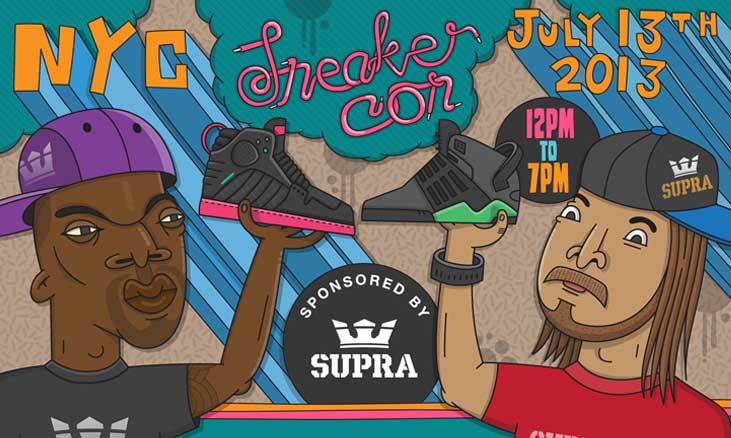 NYC
Sneaker
con
JULY 13TH
2013
12PM
TO
7PM
SUPRA
SPONSORED BY
SUPRA